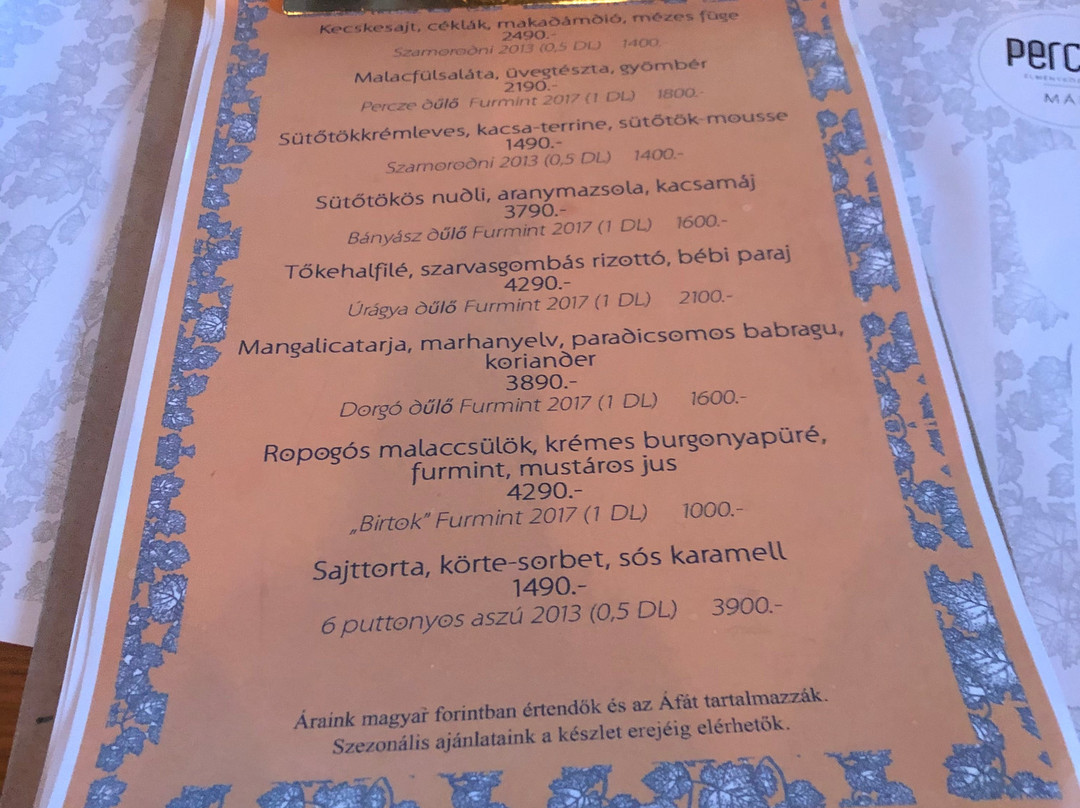 Kecskesajt, céklák, makadámdió, mézes füge
2490.-
Szamorodni 2013 (0,5 DL) 1400,-
Malacfülsaláta, üvegtészta, gyömbér
2190.-
Percze dűlő Furmint 2017 (1 DL) 1800.-
Sütőtökkrémleves, kacsa-terrine, sütőtök-mousse
1490.-
Szamorodni 2013 (0,5 DL) 1400.-
Sütőtökös nudli, aranymazsola, kacsamáj
3790.-
Bányász dűlő Furmint 2017 (1 DL) 1600.-
Tőkehalfilé, szarvasgombás rizottó, bébi paraj
4290.-
Úrágya dűlő Furmint 2017 (1 DL) 2100.-
Mangalicatarja, marhanyelv, paradicsomos babragu,
koriander
3890.-
Dorgó dűlő Furmint 2017 (1 DL) 1600.-
Ropogós malaccsülök, krémes burgonyapüré,
furmint, mustáros jus
4290.-
„Birtok" Furmint 2017 (1 DL) 1000.-
Sajttorta, körte-sorbet, sós karamell
1490.-
6 puttonyos aszú 2013 (0,5 DL) 3900.-
Áraink magyar forintban értendők és az Áfát tartalmazzák.
Szezonális ajánlataink a készlet erejéig elérhetők.
PERC
MÁ